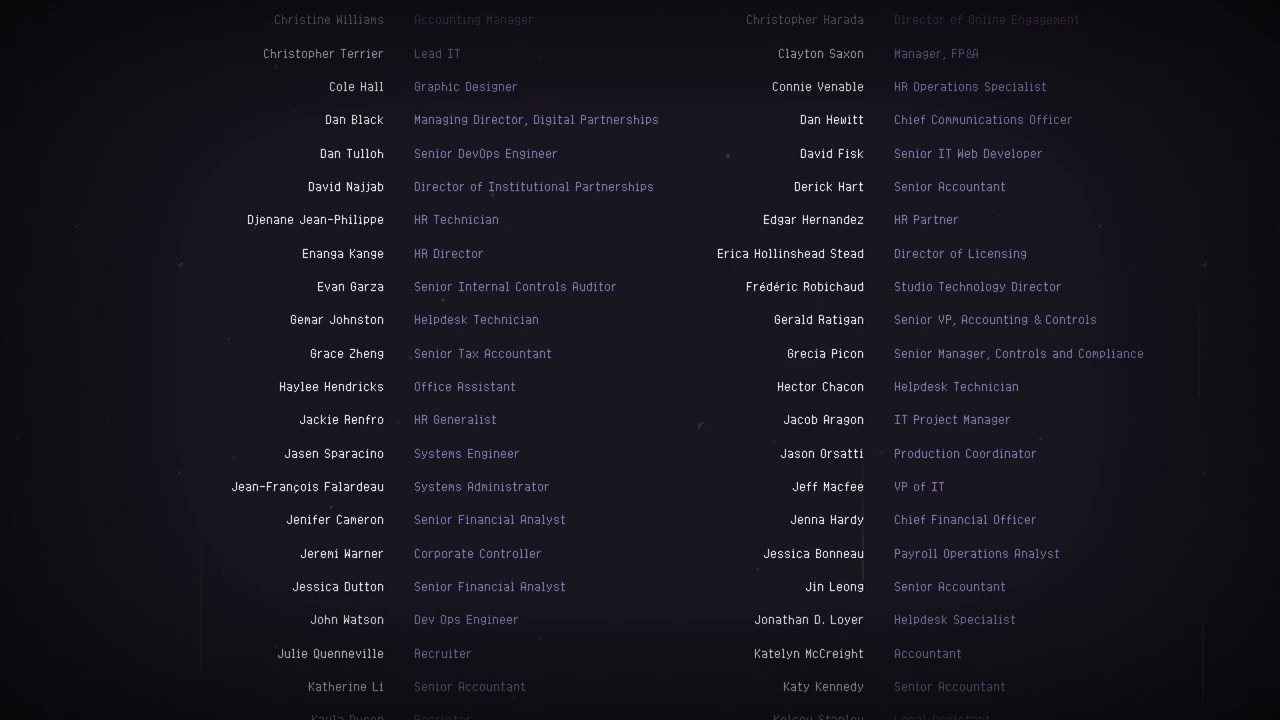 Christine Williams Accounting Manager Christopher Harada Director of Online Engagement
Christopher Terrier Lead IT Clayton Saxon Manager, FP&A
Cole Hall Graphic Designer Connie Venable HR Operations Specialist
Dan Black Managing Director, Digital Partnerships Dan Hewitt Chief Communications Officer
Dan Tulloh Senior DevOps Engineer David Fisk Senior IT Web Developer
David Najjab Director of Institutional Partnerships Derick Hart Senior Accountant
Djenane Jean-Philippe HR Technician Edgar Hernandez HR Partner
Enanga Kange HR Director Erica Hollinshead Stead Director of Licensing
Evan Garza Senior Internal Controls Auditor Frédéric Robichaud Studio Technology Director
Gemar Johnston Helpdesk Technician Gerald Ratigan Senior VP, Accounting & Controls
Grace Zheng Senior Tax Accountant Grecia Picon Senior Manager, Controls and Compliance
Haylee Hendricks Office Assistant Hector Chacon Helpdesk Technician
Jackie Renfro HR Generalist Jacob Aragon IT Project Manager
Jasen Sparacino Systems Engineer Jason Orsatti Production Coordinator
Jean-François Falardeau Systems Administrator Jeff Macfee VP of IT
Jenifer Cameron Senior Financial Analyst Jenna Hardy Chief Financial Officer
Jeremi Warner Corporate Controller Jessica Bonneau Payroll Operations Analyst
Jessica Dutton Senior Financial Analyst Jin Leong Senior Accountant
John Watson Dev Ops Engineer Jonathan D. Loyer Helpdesk Specialist
Julie Quenneville Recruiter Katelyn McCreight Accountant
Katherine Li Senior Accountant Katy Kennedy Senior Accountant
Kayla Recruiter Kelsey Stanley Legal Assistant